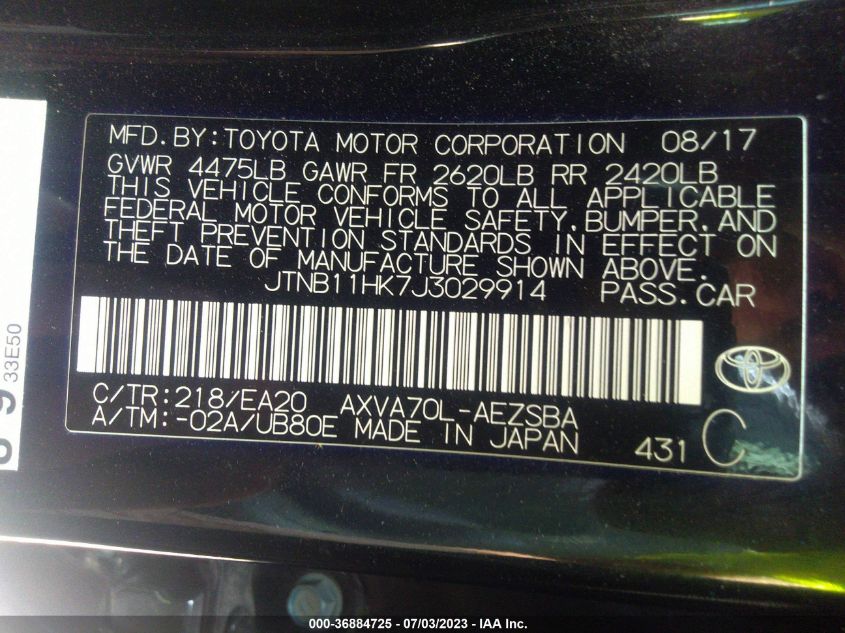 MFD.BY:TOYOTA MOTOR CORPORATION 08/17
GVWR 4475LB GAWR FR 2620LB RR 2420LB
THIS VEHICLE CONFORMS TO ALL APPLICABLE
FEDERAL MOTOR VEHICLE SAFETY,BUMPER,AND
THEFT PREVENTION STANDARDS IN EFFECT ON
THE DATE OF MANUFACTURE SHOWN ABOVE.
JTNB11HK7J3029914 PASS.CAR
C/TR:218/EA20 AXVA70L-AEZSBA
A/TM:-02A/UB80E MADE IN JAPAN
431 C
33E50
000-36884725 / 07/03/2023 - IAA Inc.